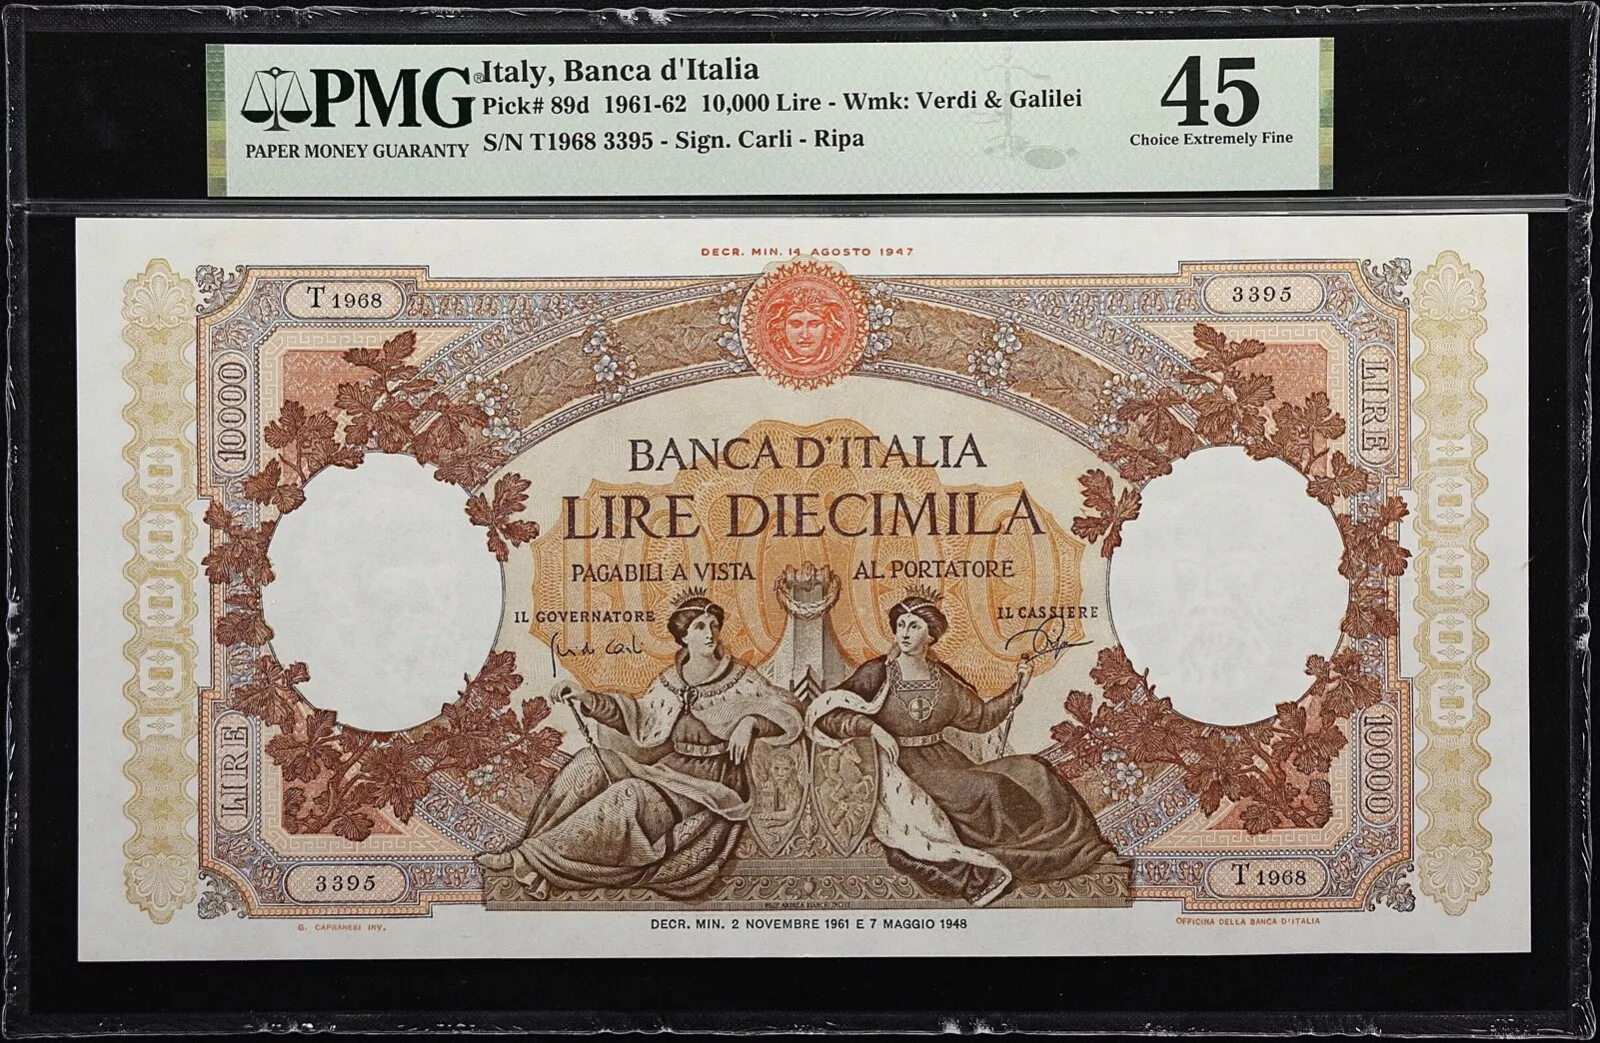 PMG®
PAPER MONEY GUARANTY
Italy, Banca d'Italia
Pick# 89d 1961-62 10,000 Lire - Wmk: Verdi & Galilei
S/N T1968 3395 - Sign. Carli - Ripa
45
Choice Extremely Fine
DECR. MIN. 14 AGOSTO 1947
T 1968
3395
10000
LIRE
BANCA D'ITALIA
LIRE DIECIMILA
PAGABILI A VISTA AL PORTATORE
IL GOVERNATORE
IL CASSIERE
10000
LIRE
10000
3395
T 1968
DECR. MIN. 2 NOVEMBRE 1961 E 7 MAGGIO 1948
G. CAPRANESI INV.
OFFICINA DELLA BANCA D'ITALIA